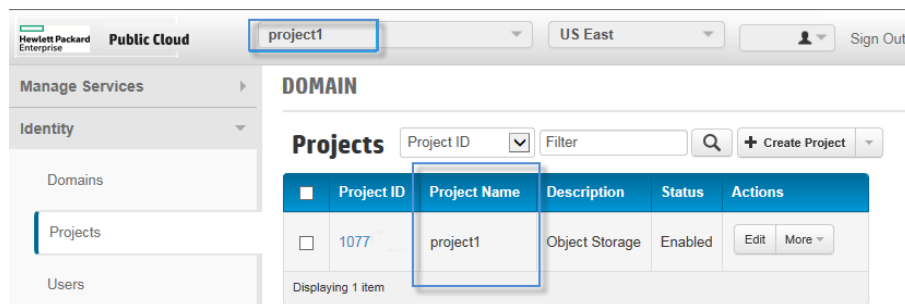 Hewlett Packard Enterprise Public Cloud project1 US East Sign Out
Manage Services DOMAIN
Identity
Projects Project ID Filter + Create Project
Domains
Project ID Project Name Description Status Actions
Projects 1077 project1 Object Storage Enabled Edit More
Users Displaying 1 item